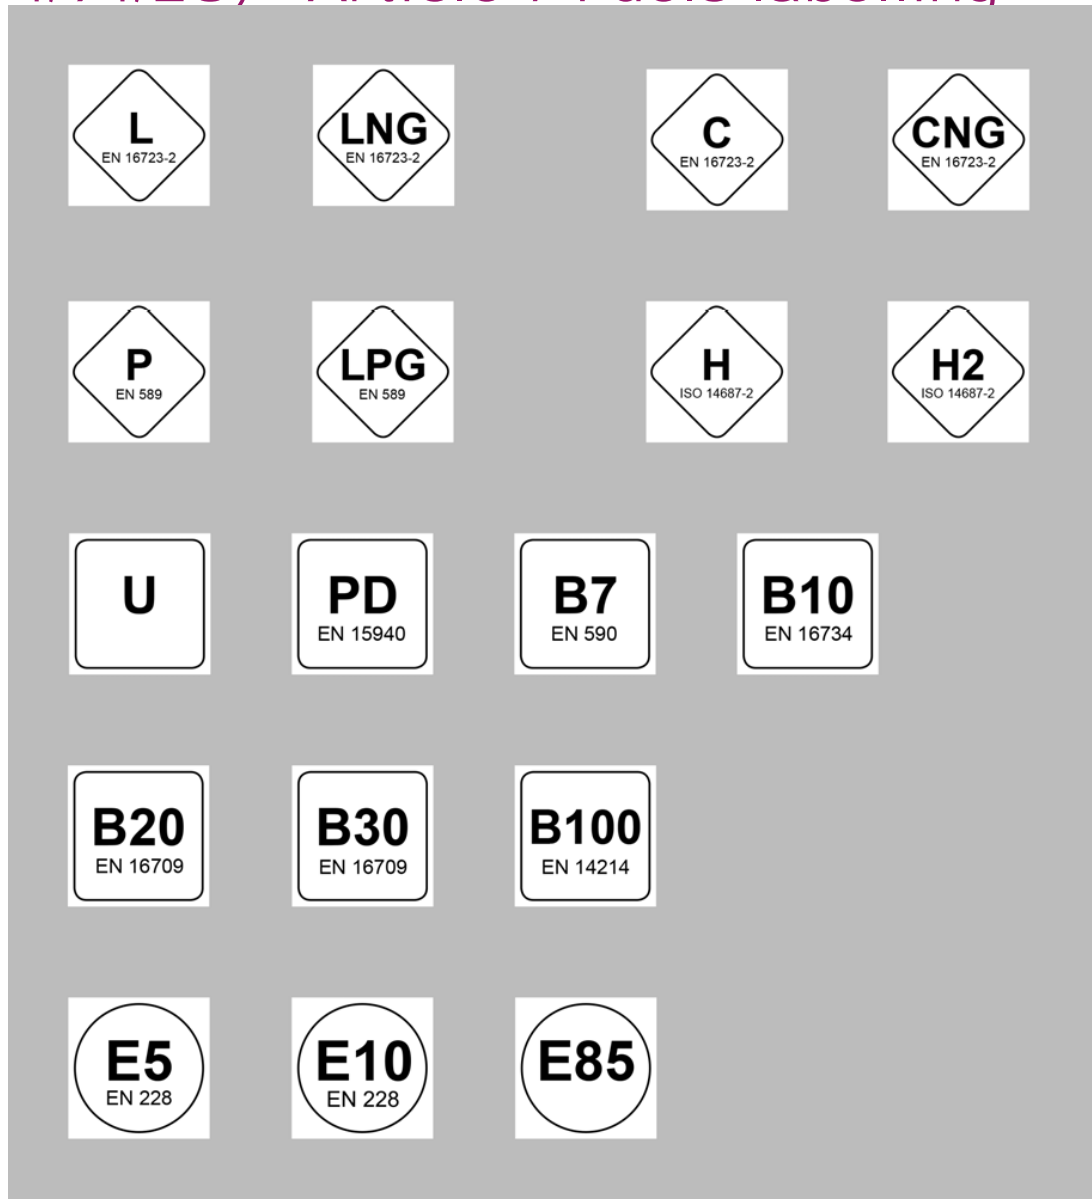 L
EN 16723-2
LNG
EN 16723-2
C
EN 16723-2
CNG
EN 16723-2
P
EN 589
LPG
EN 589
H
ISO 14687-2
H2
ISO 14687-2
U
PD
EN 15940
B7
EN 590
B10
EN 16734
B20
EN 16709
B30
EN 16709
B100
EN 14214
E5
EN 228
E10
EN 228
E85